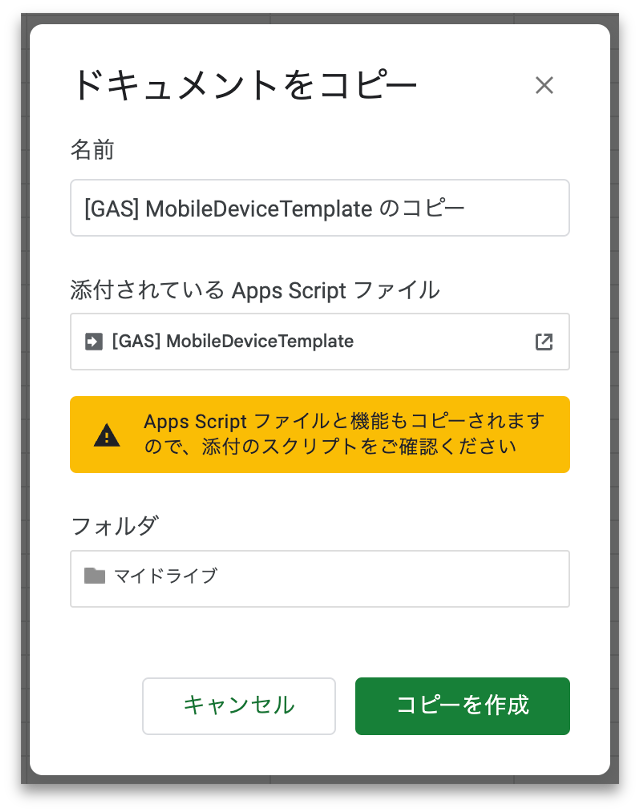 ドキュメントをコピー
名前
[GAS] MobileDeviceTemplate のコピー
添付されている Apps Script ファイル
[GAS] MobileDeviceTemplate
Apps Script ファイルと機能もコピーされます
ので、添付のスクリプトをご確認ください
フォルダ
マイドライブ
キャンセル
コピーを作成